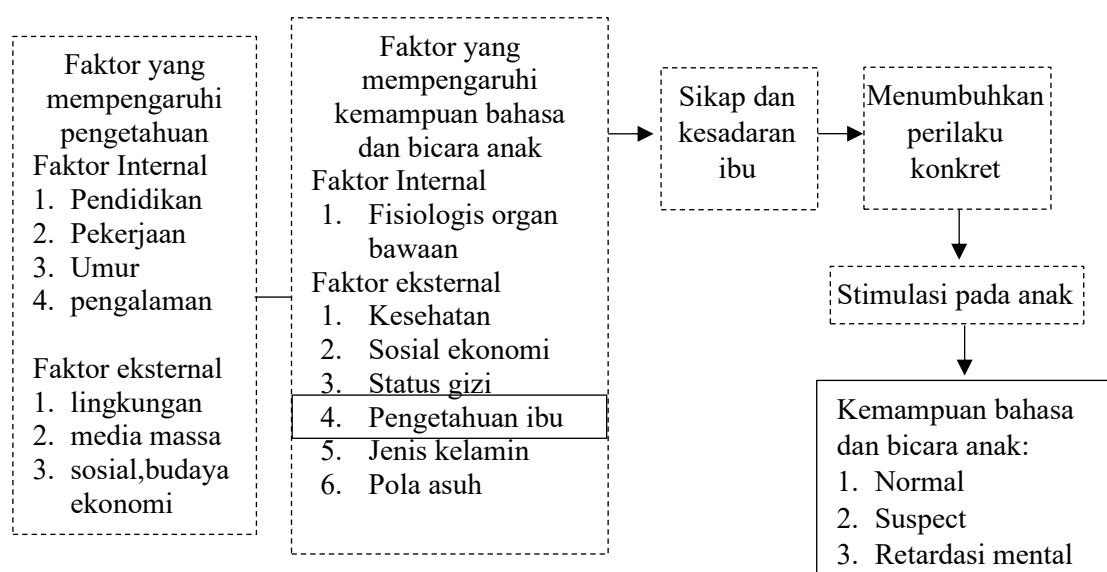 Faktor yang
mempengaruhi
pengetahuan
Faktor Internal
1. Pendidikan
2. Pekerjaan
3. Umur
4. pengalaman
Faktor eksternal
1. lingkungan
2. media massa
3. sosial,budaya
ekonomi
Faktor yang
mempengaruhi
kemampuan bahasa
dan bicara anak
Faktor Internal
1. Fisiologis organ
bawaan
Faktor eksternal
1. Kesehatan
2. Sosial ekonomi
3. Status gizi
4. Pengetahuan ibu
5. Jenis kelamin
6. Pola asuh
Sikap dan
kesadaran
ibu
Menumbuhkan
perilaku
konkret
Stimulasi pada anak
Kemampuan bahasa
dan bicara anak:
1. Normal
2. Suspect
3. Retardasi mental